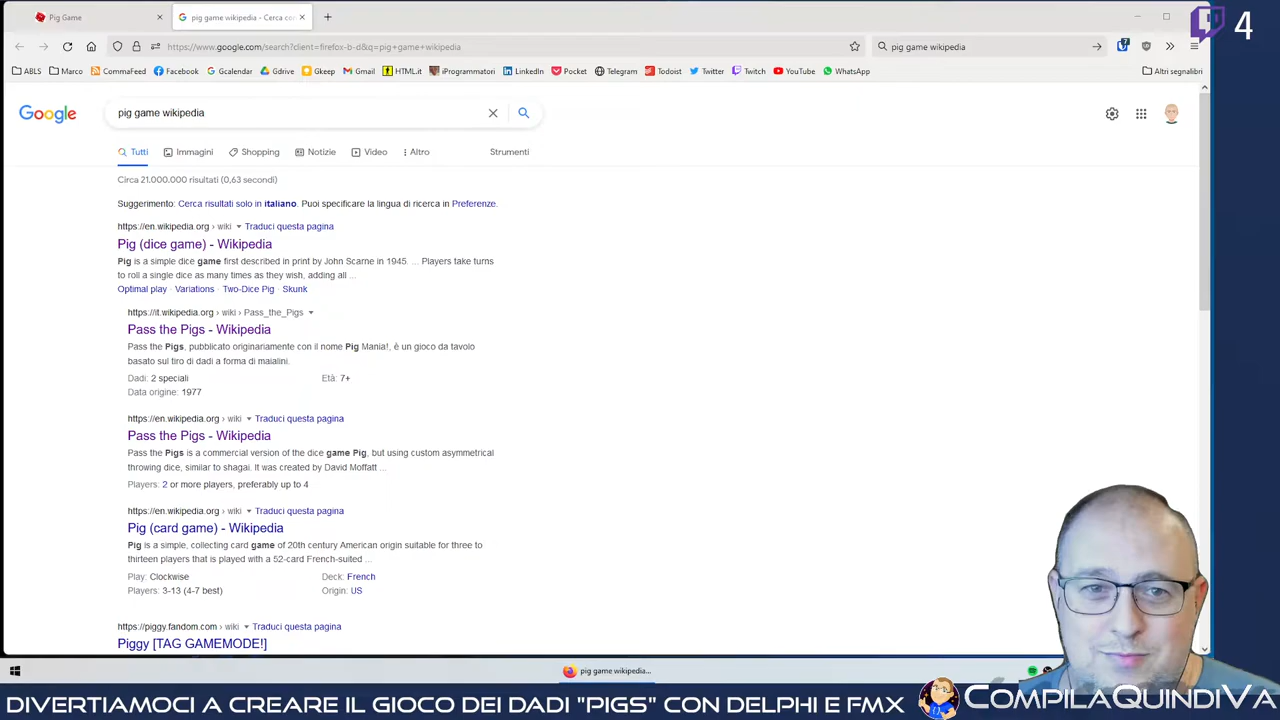 Pig Game
pig game wikipedia - Cerca con
4
https://www.google.com/search?client=firefox-b-d&q=pig+game+wikipedia
pig game wikipedia
7
ABLS
Marco
CommaFeed
Facebook
Gcalendar
Gdrive
Gkeep
Gmail
HTML.it
iProgrammatori
LinkedIn
Pocket
Telegram
Todoist
Twitter
Twitch
YouTube
WhatsApp
Altri segnalibri
Google
pig game wikipedia
Tutti
Immagini
Shopping
Notizie
Video
Altro
Strumenti
Circa 21.000.000 risultati (0,63 secondi)
Suggerimento: Cerca risultati solo in italiano. Puoi specificare la lingua di ricerca in Preferenze.
https://en.wikipedia.org › wiki Traduci questa pagina
Pig (dice game) - Wikipedia
Pig is a simple dice game first described in print by John Scarne in 1945. ... Players take turns
to roll a single dice as many times as they wish, adding all ...
Optimal play · Variations · Two-Dice Pig · Skunk
https://it.wikipedia.org › wiki › Pass_the_Pigs
Pass the Pigs - Wikipedia
Pass the Pigs, pubblicato originariamente con il nome Pig Mania!, è un gioco da tavolo
basato sul tiro di dadi a forma di maialini.
Dadi: 2 speciali Età: 7+
Data origine: 1977
https://en.wikipedia.org › wiki Traduci questa pagina
Pass the Pigs - Wikipedia
Pass the Pigs is a commercial version of the dice game Pig, but using custom asymmetrical
throwing dice, similar to shagai. It was created by David Moffatt ...
Players: 2 or more players, preferably up to 4
https://en.wikipedia.org › wiki Traduci questa pagina
Pig (card game) - Wikipedia
Pig is a simple, collecting card game of 20th century American origin suitable for three to
thirteen players that is played with a 52-card French-suited ...
Play: Clockwise Deck: French
Players: 3-13 (4-7 best) Origin: US
https://piggy.fandom.com › wiki Traduci questa pagina
Piggy [TAG GAMEMODE!]
pig game wikipedia...
DIVERTIAMOCI A CREARE IL GIOCO DEI DADI "PIGS" CON DELPHI E FMX
COMPILAQUINDIVA